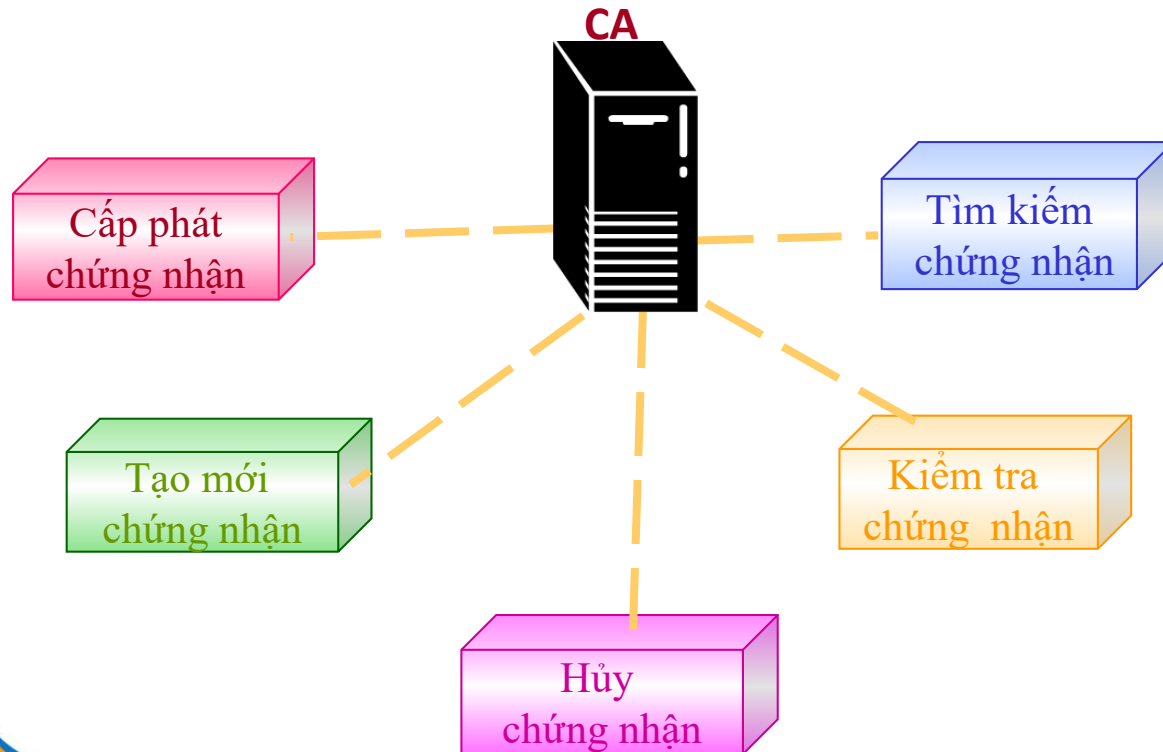 CA
Cấp phát
chứng nhận
Tìm kiếm
chứng nhận
Tạo mới
chứng nhận
Kiểm tra
chứng  nhận
Hủy
chứng nhận